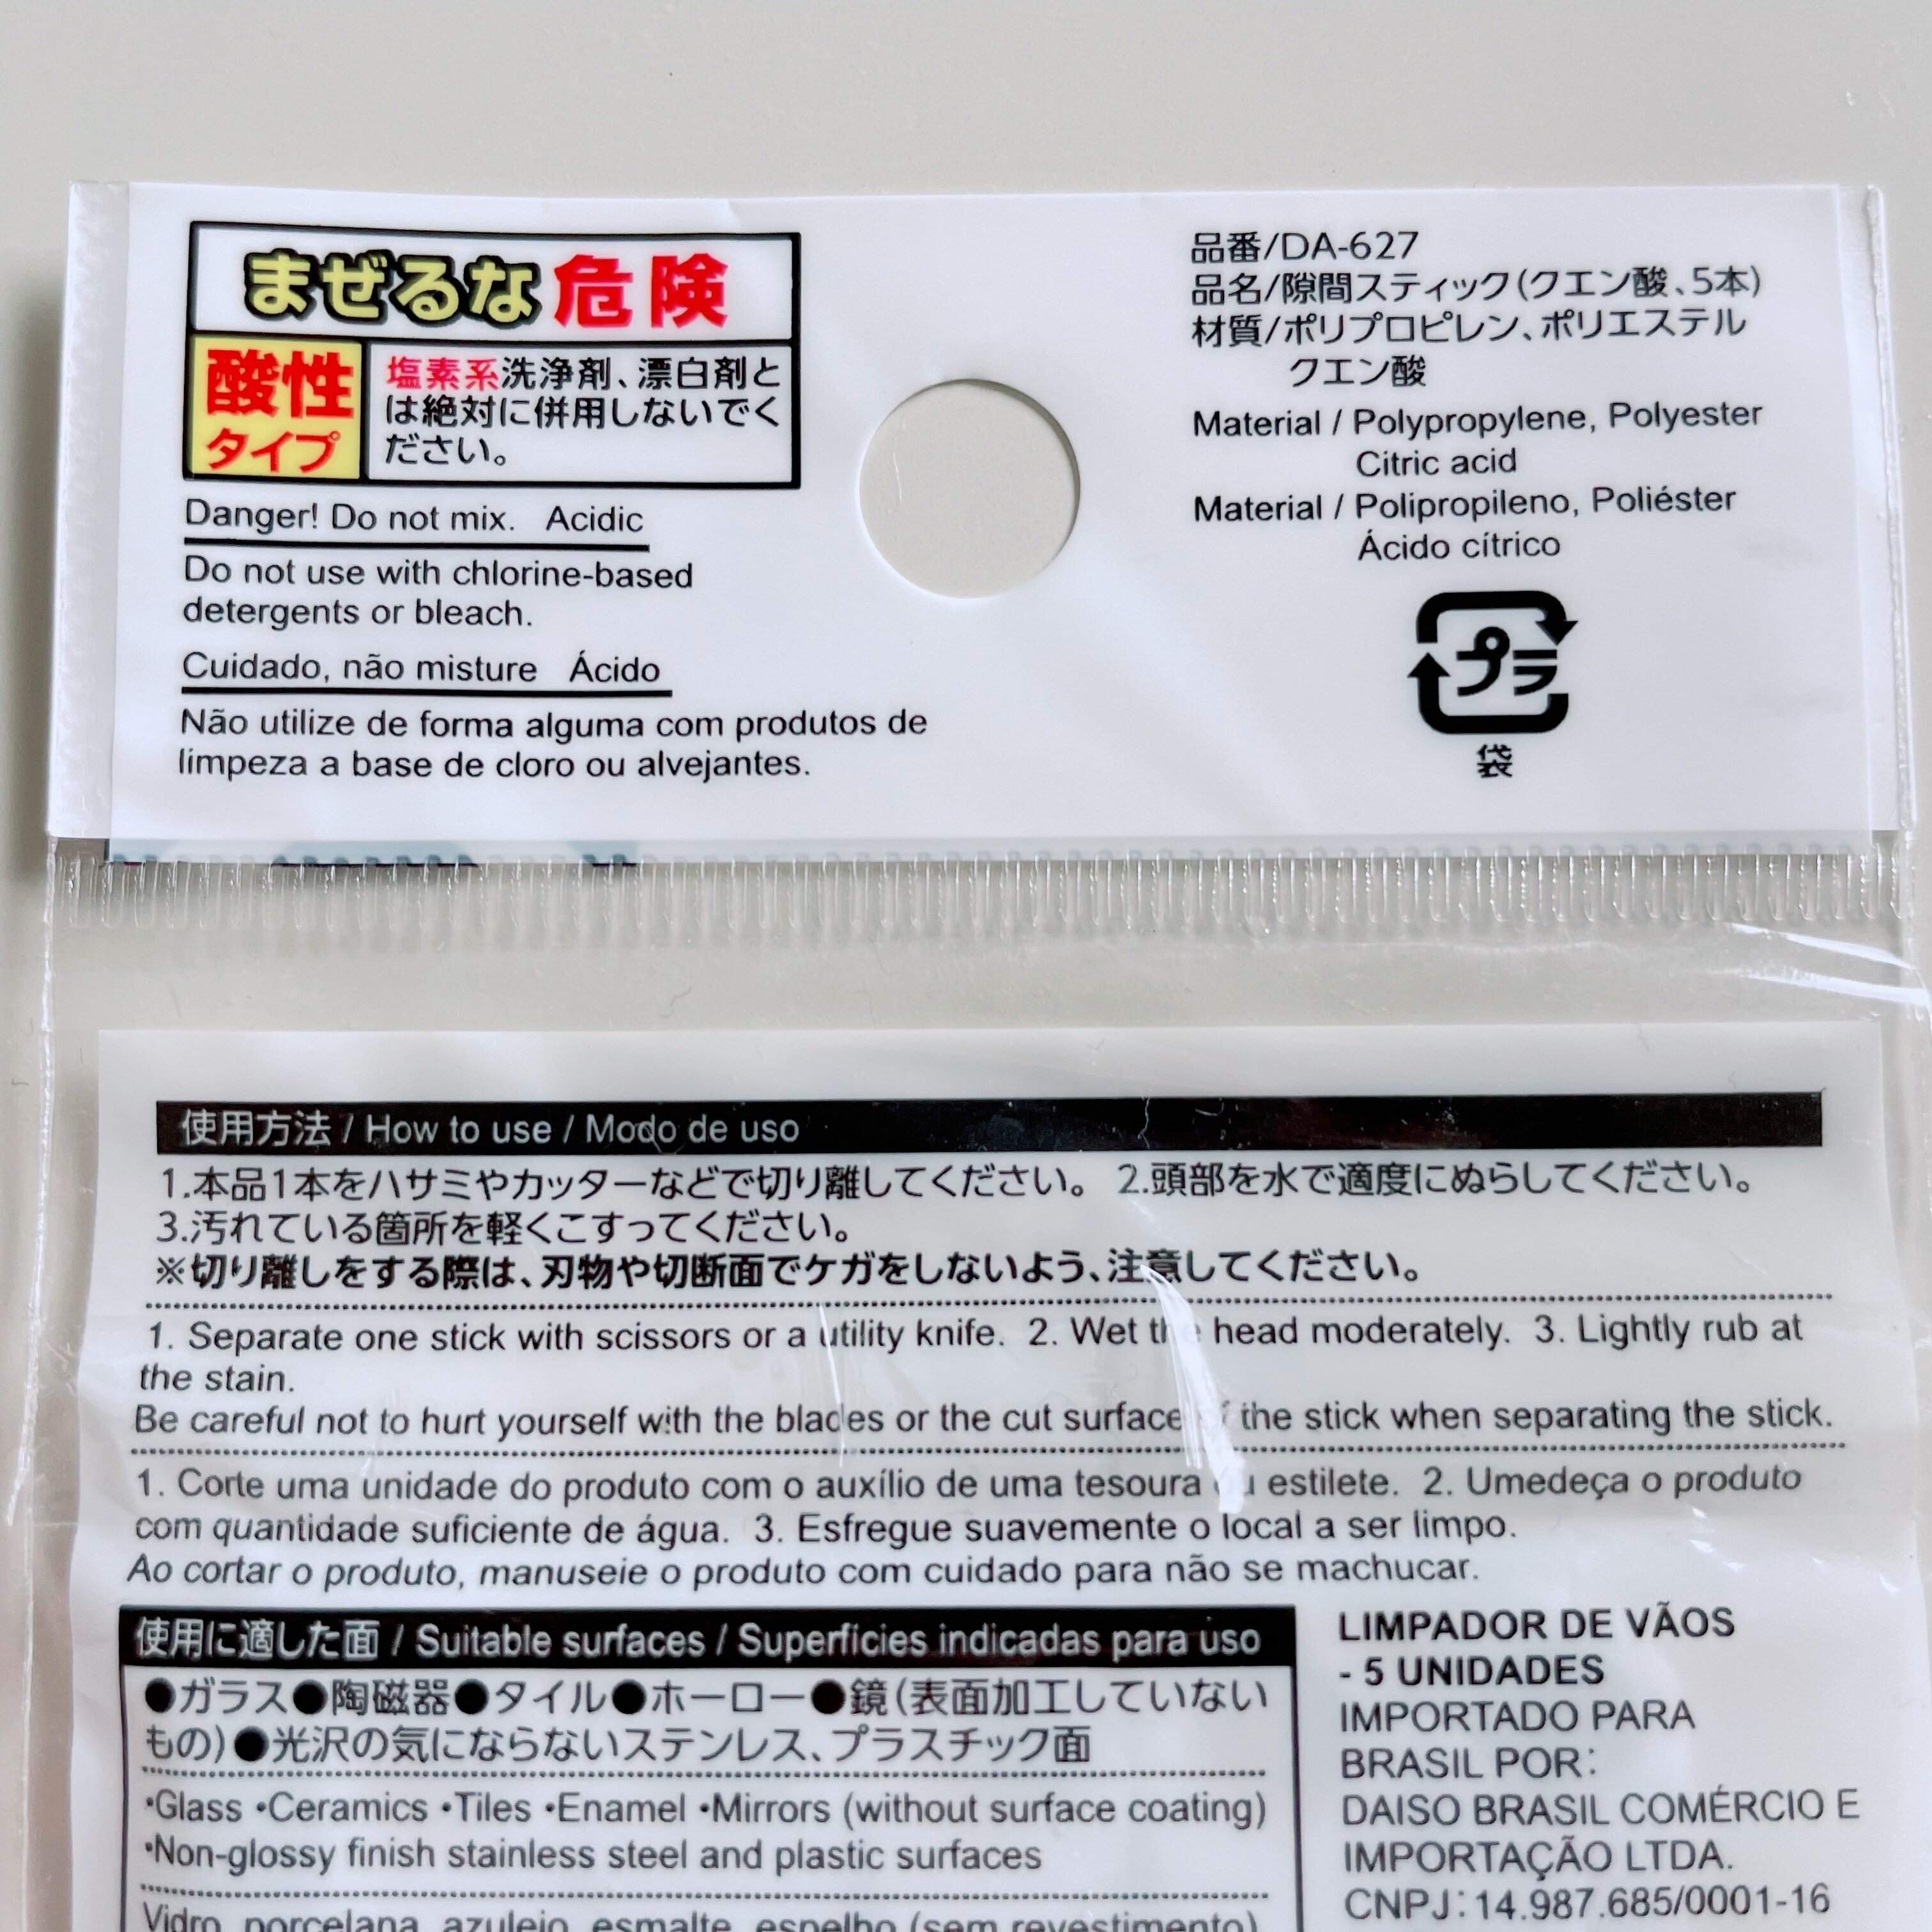 まぜるな危険
酸性
タイプ
塩素系洗浄剤、漂白剤と
は絶対に併用しないでく
ださい。
Danger! Do not mix. Acidic
Do not use with chlorine-based
detergents or bleach.
Cuidado, não misture Ácido
Não utilize de forma alguma com produtos de
limpeza a base de cloro ou alvejantes.
品番/DA-627
品名/隙間スティック(クエン酸、5本)
材質/ポリプロピレン、ポリエステル
クエン酸
Material / Polypropylene, Polyester
Citric acid
Material / Polipropileno, Poliéster
Ácido cítrico
プラ
袋
使用方法 / How to use / Modo de uso
1.本品1本をハサミやカッターなどで切り離してください。 2.頭部を水で適度にぬらしてください。
3.汚れている箇所を軽くこすってください。
※切り離しをする際は、刃物や切断面でケガをしないよう、注意してください。
1. Separate one stick with scissors or a utility knife. 2. Wet the head moderately. 3. Lightly rub at
the stain.
Be careful not to hurt yourself with the blades or the cut surface of the stick when separating the stick.
1. Corte uma unidade do produto com o auxílio de uma tesoura ou estilete. 2. Umedeça o produto
com quantidade suficiente de água. 3. Esfregue suavemente o local a ser limpo.
Ao cortar o produto, manuseie o produto com cuidado para não se machucar.
使用に適した面 / Suitable surfaces / Superfícies indicadas para uso
●ガラス●陶磁器●タイル●ホーロー●鏡(表面加工していない
もの)●光沢の気にならないステンレス、プラスチック面
•Glass •Ceramics •Tiles •Enamel •Mirrors (without surface coating)
•Non-glossy finish stainless steel and plastic surfaces
Vidro, porcelana, azulejo, esmalte, espelho (sem revestimento),
LIMPADOR DE VÃOS
- 5 UNIDADES
IMPORTADO PARA
BRASIL POR:
DAISO BRASIL COMÉRCIO E
IMPORTAÇÃO LTDA.
CNPJ: 14.987.685/0001-16